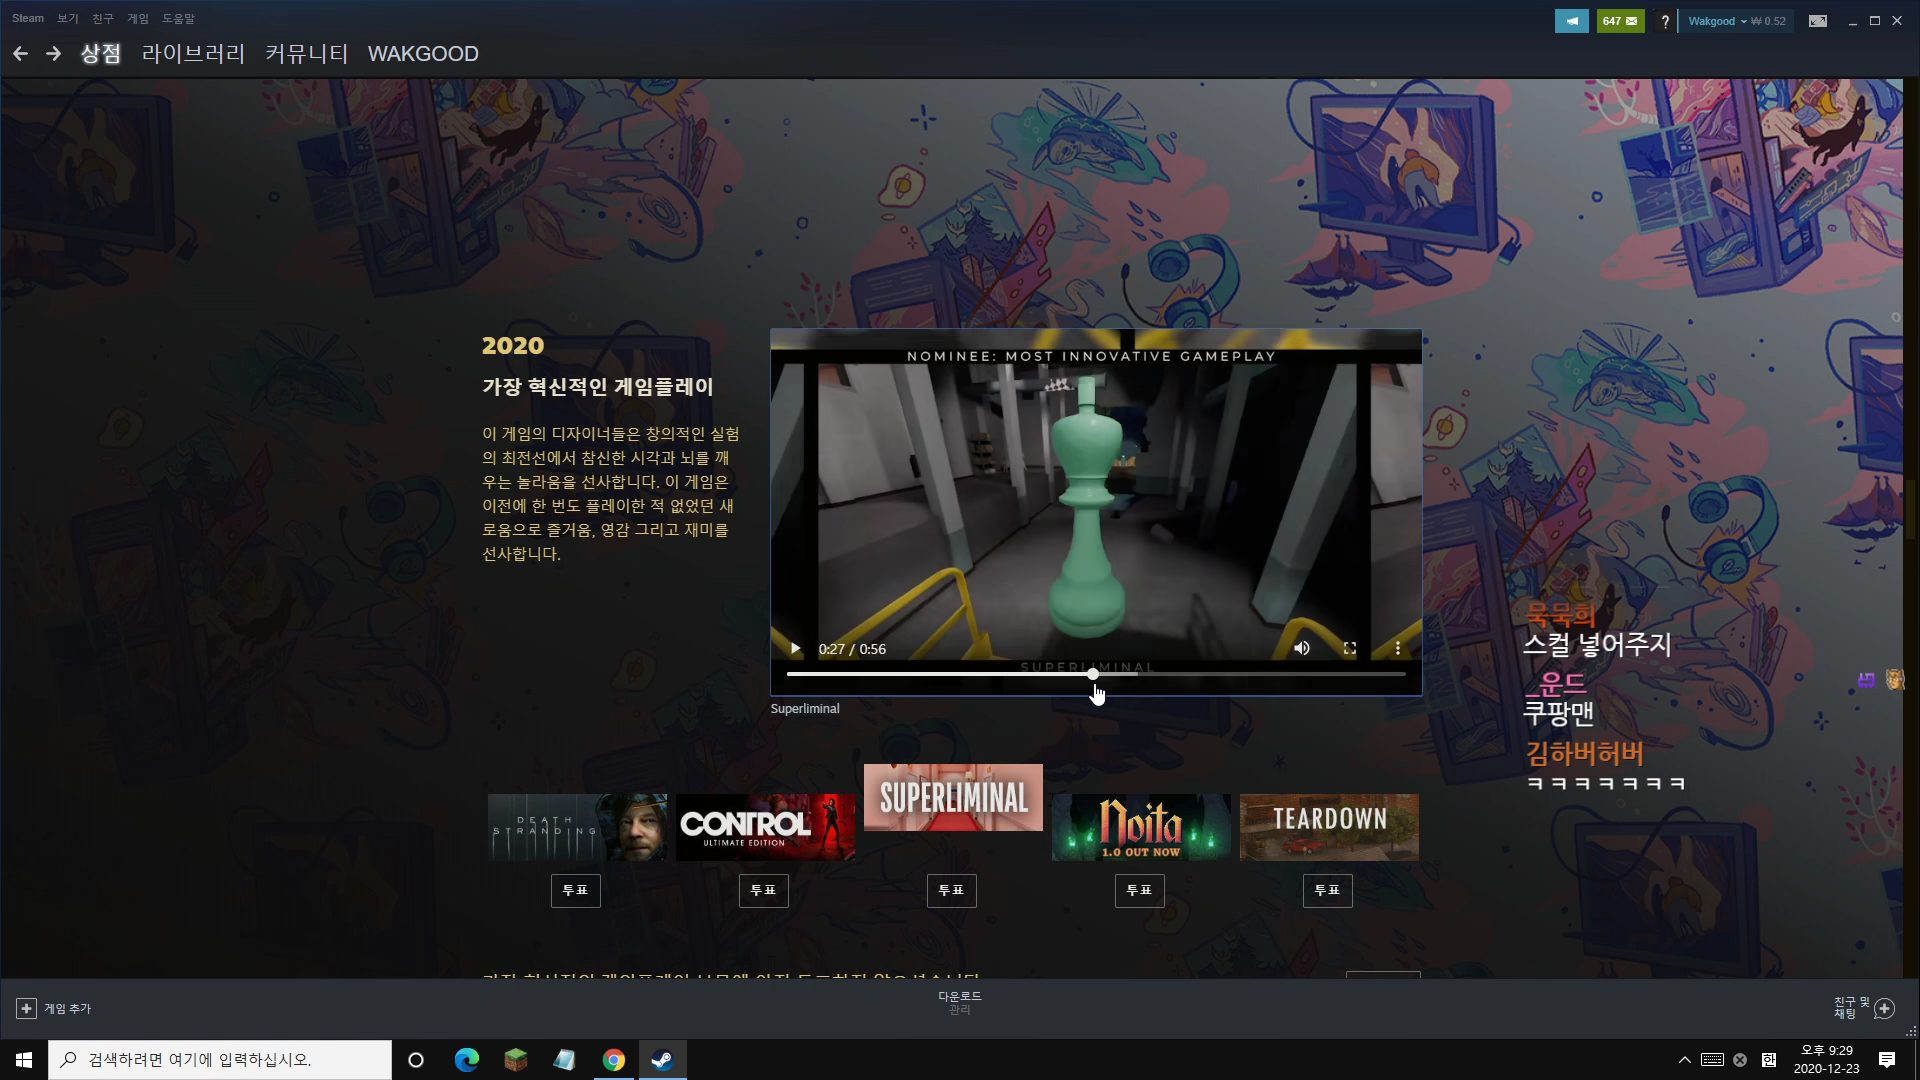 Steam 보기 친구 게임 도움말
647
?
Wakgood ₩ 0.52
상점 라이브러리 커뮤니티 WAKGOOD
2020
가장 혁신적인 게임플레이
이 게임의 디자이너들은 창의적인 실험
의 최전선에서 참신한 시각과 뇌를 깨
우는 놀라움을 선사합니다. 이 게임은
이전에 한 번도 플레이한 적 없었던 새
로움으로 즐거움, 영감 그리고 재미를
선사합니다.
NOMINEE: MOST INNOVATIVE GAMEPLAY
0:27 / 0:56
SUPERLIMINAL
Superliminal
묵묵희
스컬 넣어주지
_운드
쿠팡맨
김하버허버
ㅋㅋㅋㅋㅋㅋㅋ
DEATH
STRANDING
CONTROL
ULTIMATE EDITION
SUPERLIMINAL
Noita
1.0 OUT NOW
TEARDOWN
투표
투표
투표
투표
투표
게임 추가
다운로드
관리
친구 및
채팅
검색하려면 여기에 입력하십시오.
한
오후 9:29
2020-12-23